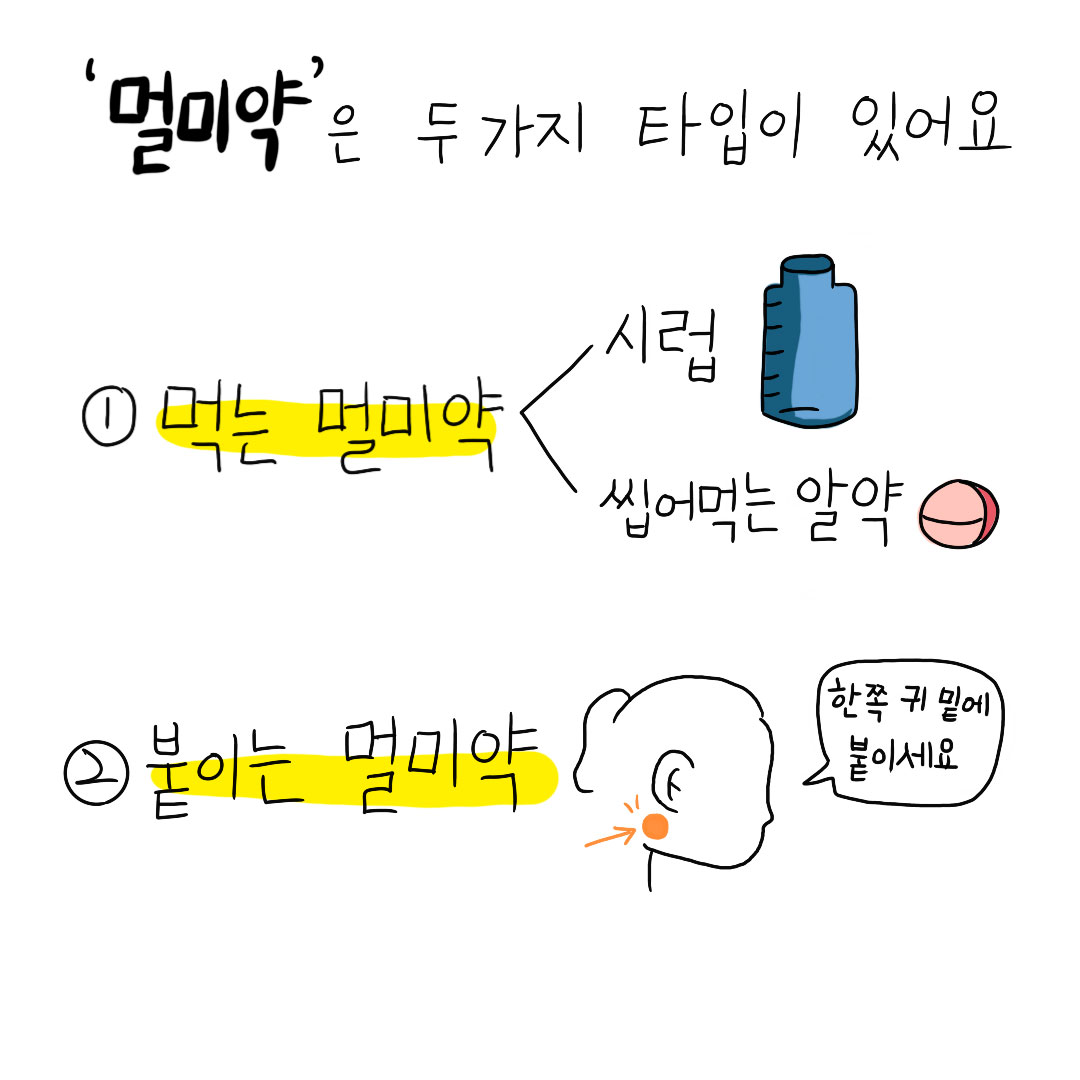 ‘멀미약’은 두가지 타입이 있어요
① 먹는 멀미약
시럽
씹어먹는 알약
② 붙이는 멀미약
한쪽 귀 밑에
붙이세요